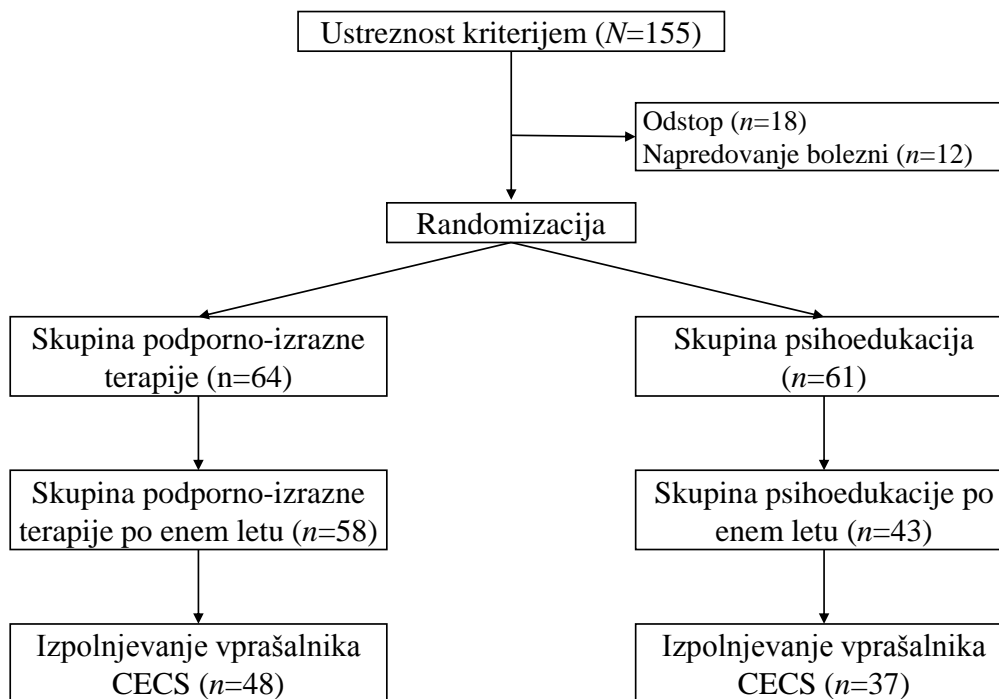 Ustreznost kriterijem (N=155)
Odstop (n=18)
Napredovanje bolezni (n=12)
Randomizacija
Skupina podporno-izrazne
terapije (n=64)
Skupina psihoedukacija
(n=61)
Skupina podporno-izrazne
terapije po enem letu (n=58)
Skupina psihoedukacije po
enem letu (n=43)
Izpolnjevanje vprašalnika
CECS (n=48)
Izpolnjevanje vprašalnika
CECS (n=37)